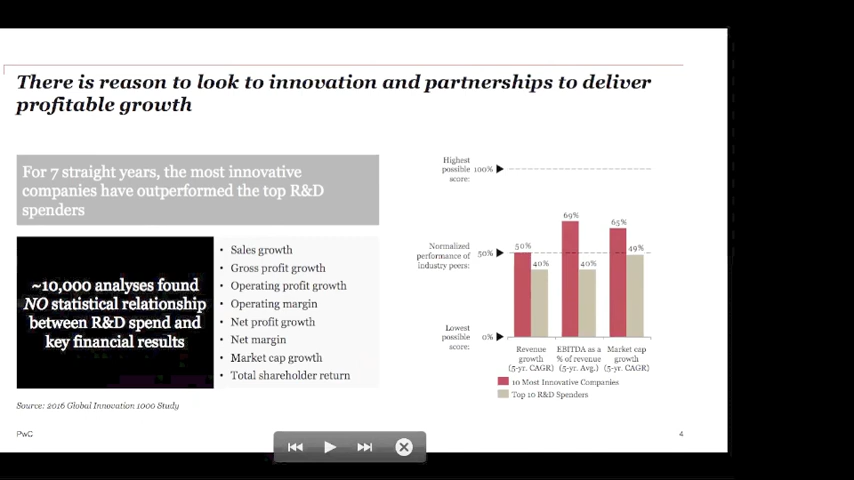 There is reason to look to innovation and partnerships to deliver
profitable growth
For 7 straight years, the most innovative
companies have outperformed the top R&D
spenders
~10,000 analyses found
NO statistical relationship
between R&D spend and
key financial results
• Sales growth
• Gross profit growth
• Operating profit growth
• Operating margin
• Net profit growth
• Net margin
• Market cap growth
• Total shareholder return
Highest
possible
score:
100%
Normalized
performance of
industry peers:
50%
Lowest
possible
score:
0%
50%
40%
69%
40%
65%
49%
Revenue
growth
(5-yr. CAGR)
EBITDA as a
% of revenue
(5-yr. Avg.)
Market cap
growth
(5-yr. CAGR)
10 Most Innovative Companies
Top 10 R&D Spenders
Source: 2016 Global Innovation 1000 Study
PwC
4